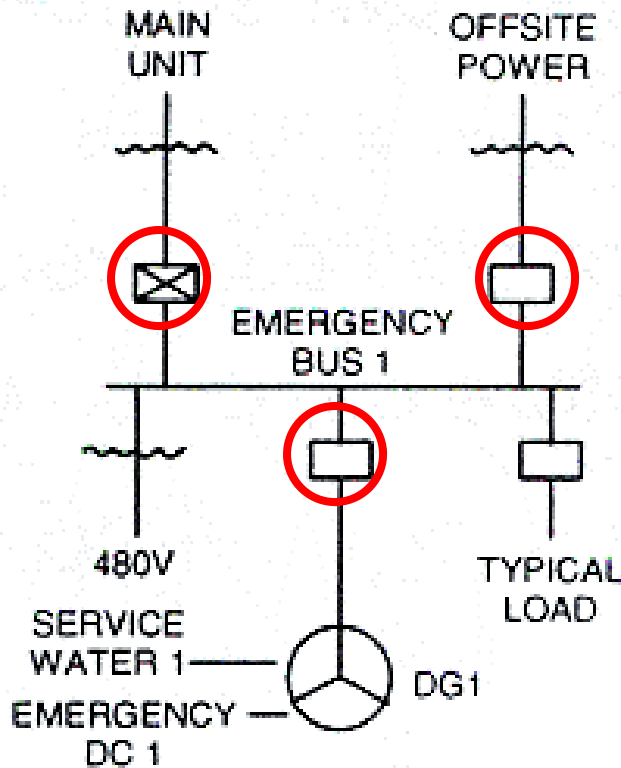 MAIN
UNIT
OFFSITE
POWER
EMERGENCY
BUS 1
480V
TYPICAL
LOAD
SERVICE
WATER 1
DG1
EMERGENCY
DC 1